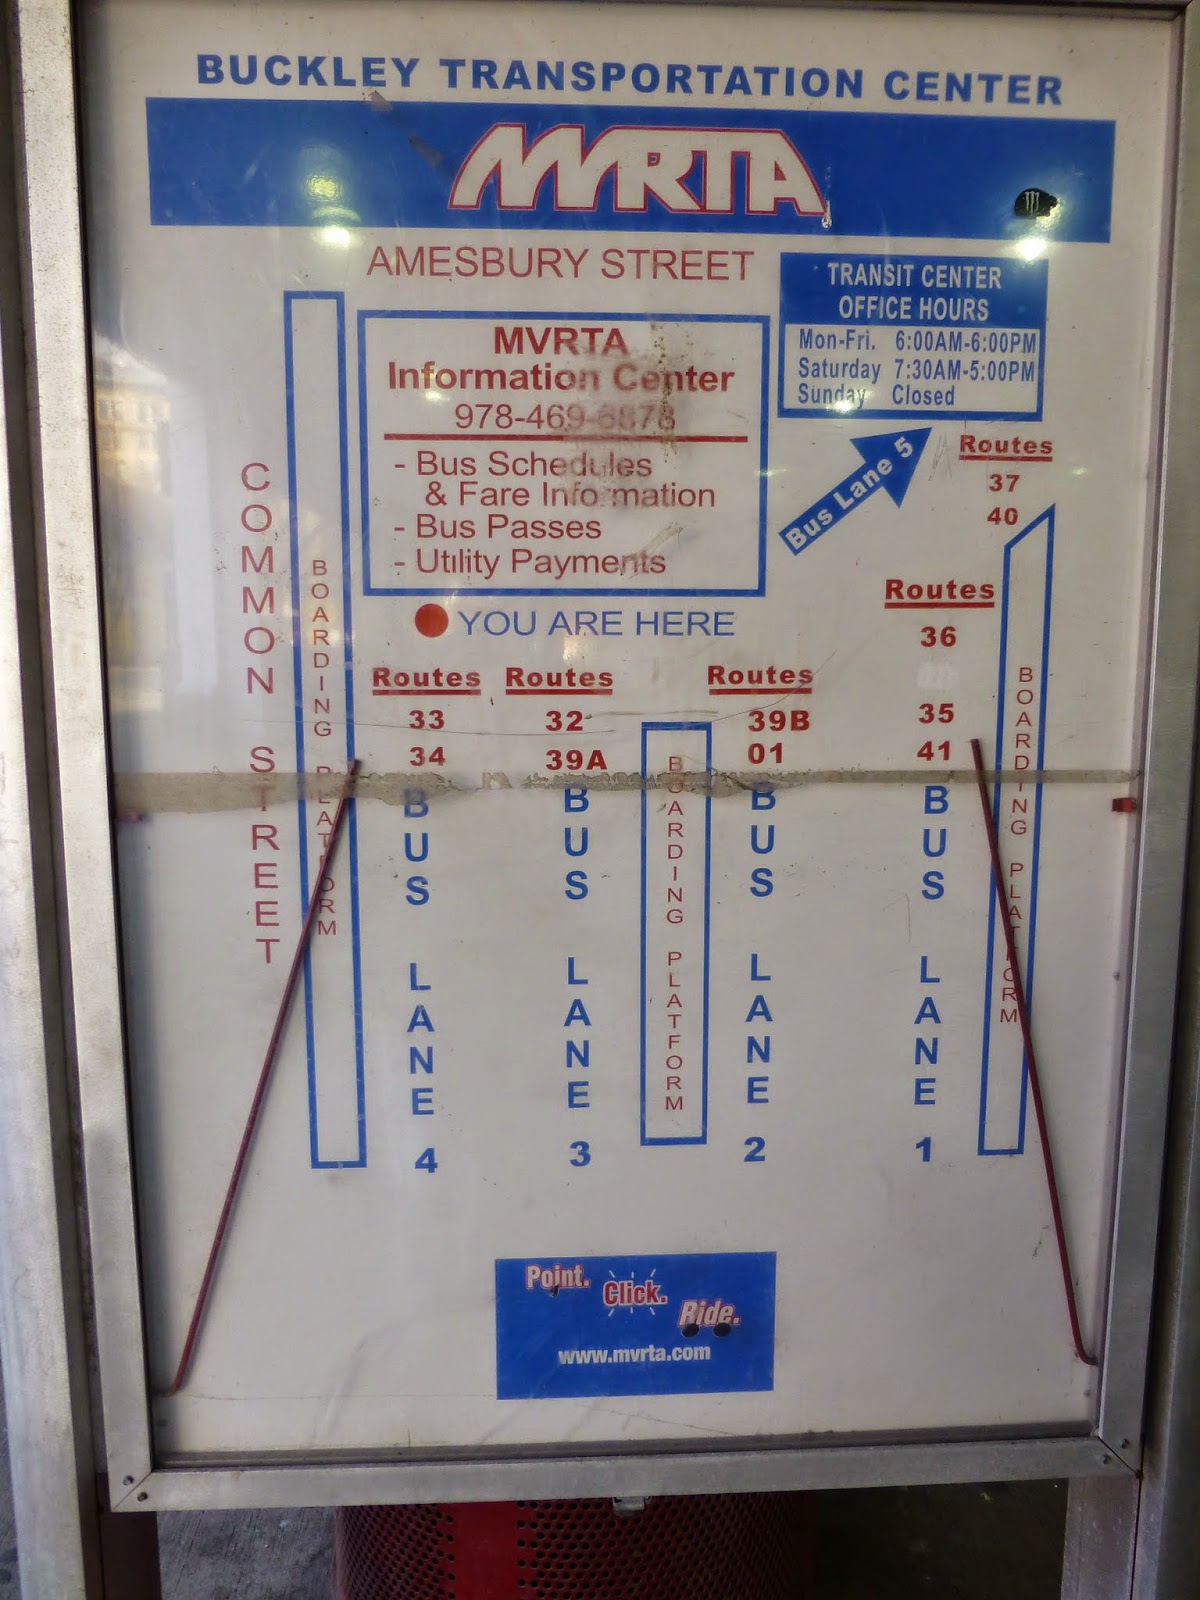 BUCKLEY TRANSPORTATION CENTER
MVRTA
AMESBURY STREET
TRANSIT CENTER
OFFICE HOURS
Mon-Fri. 6:00AM-6:00PM
Saturday 7:30AM-5:00PM
Sunday Closed
MVRTA
Information Center
978-469-6878
- Bus Schedules
& Fare Information
- Bus Passes
- Utility Payments
Bus Lane 5
Routes
37
40
YOU ARE HERE
COMMON STREET
BOARDING PLATFORM
Routes
33
34
BUS LANE 4
Routes
32
39A
BUS LANE 3
BOARDING PLATFORM
Routes
39B
01
BUS LANE 2
Routes
36
35
41
BUS LANE 1
BOARDING PLATFORM
Point.
Click.
Ride.
www.mvrta.com